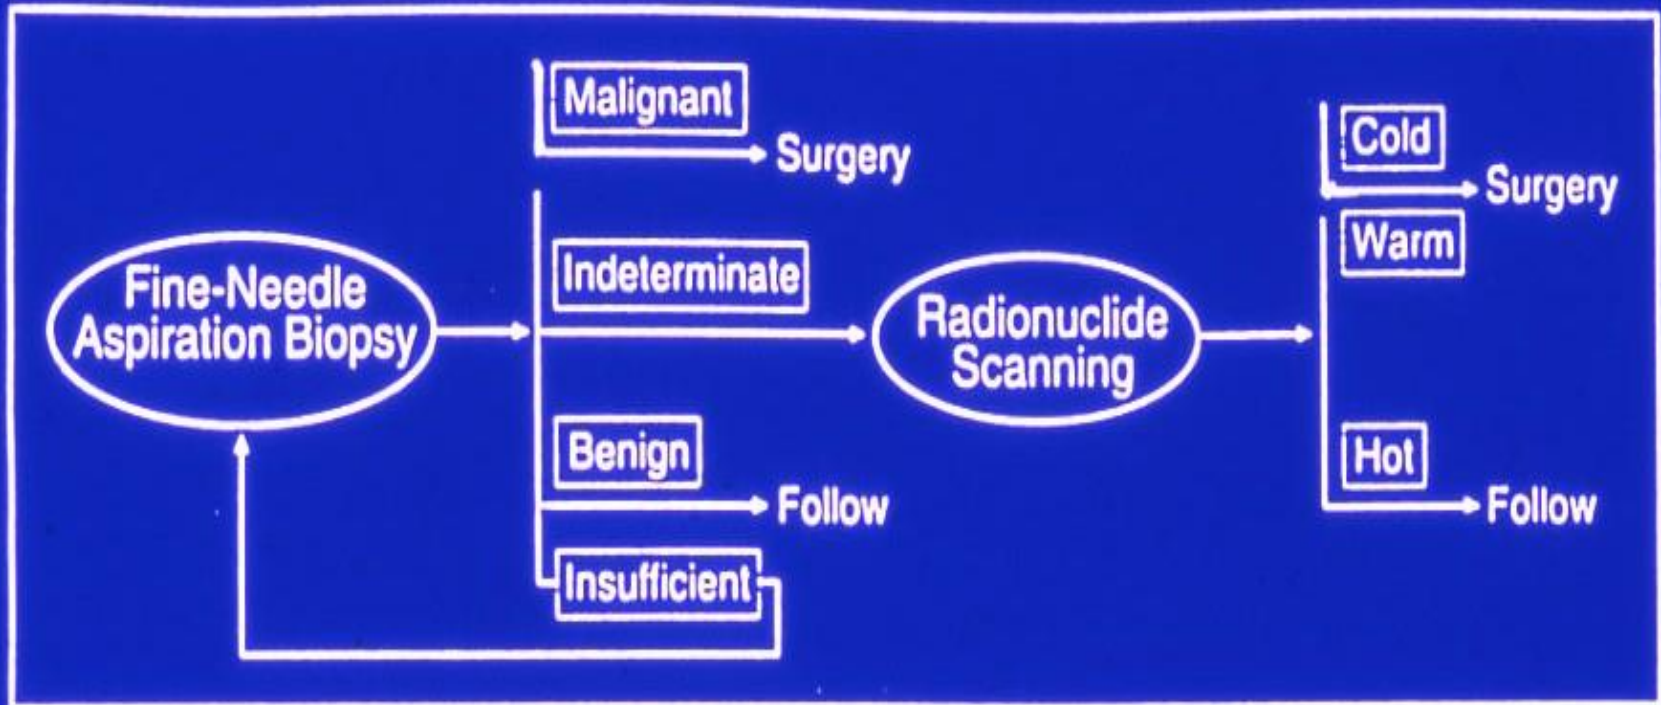 Malignant
Surgery
Fine-Needle
Aspiration Biopsy
Indeterminate
Benign
Follow
Insufficient
Radionuclide
Scanning
Cold
Surgery
Warm
Hot
Follow